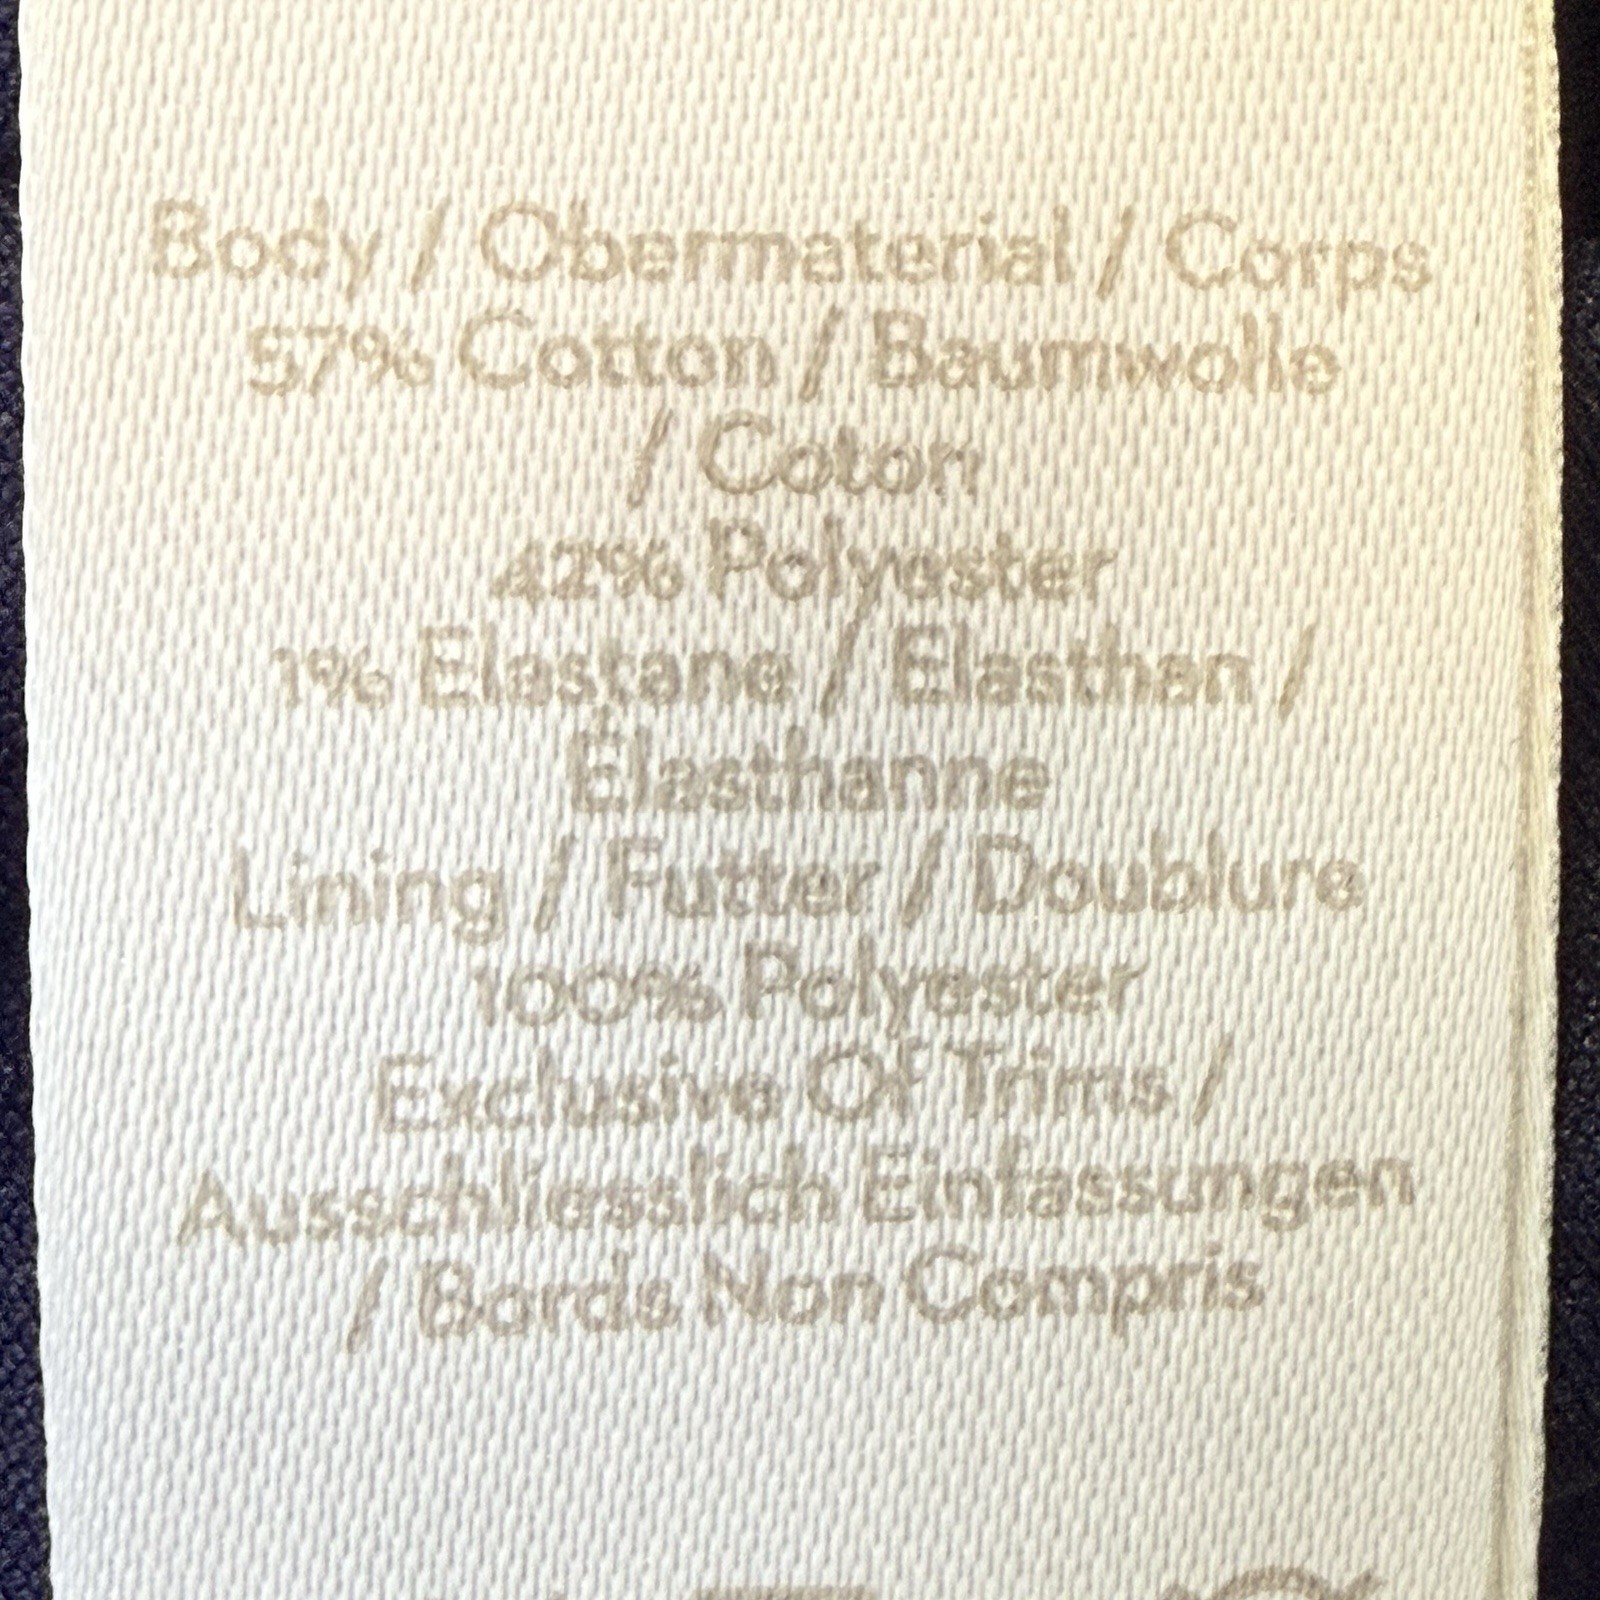 Body / Obermaterial / Corps
57% Cotton / Baumwolle
/ Coton
42% Polyester
1% Elastane / Elasthan /
Élasthanne
Lining / Futter / Doublure
100% Polyester
Exclusive Of Trims /
Ausschliesslich Einfassungen
/ Bords Non Compris